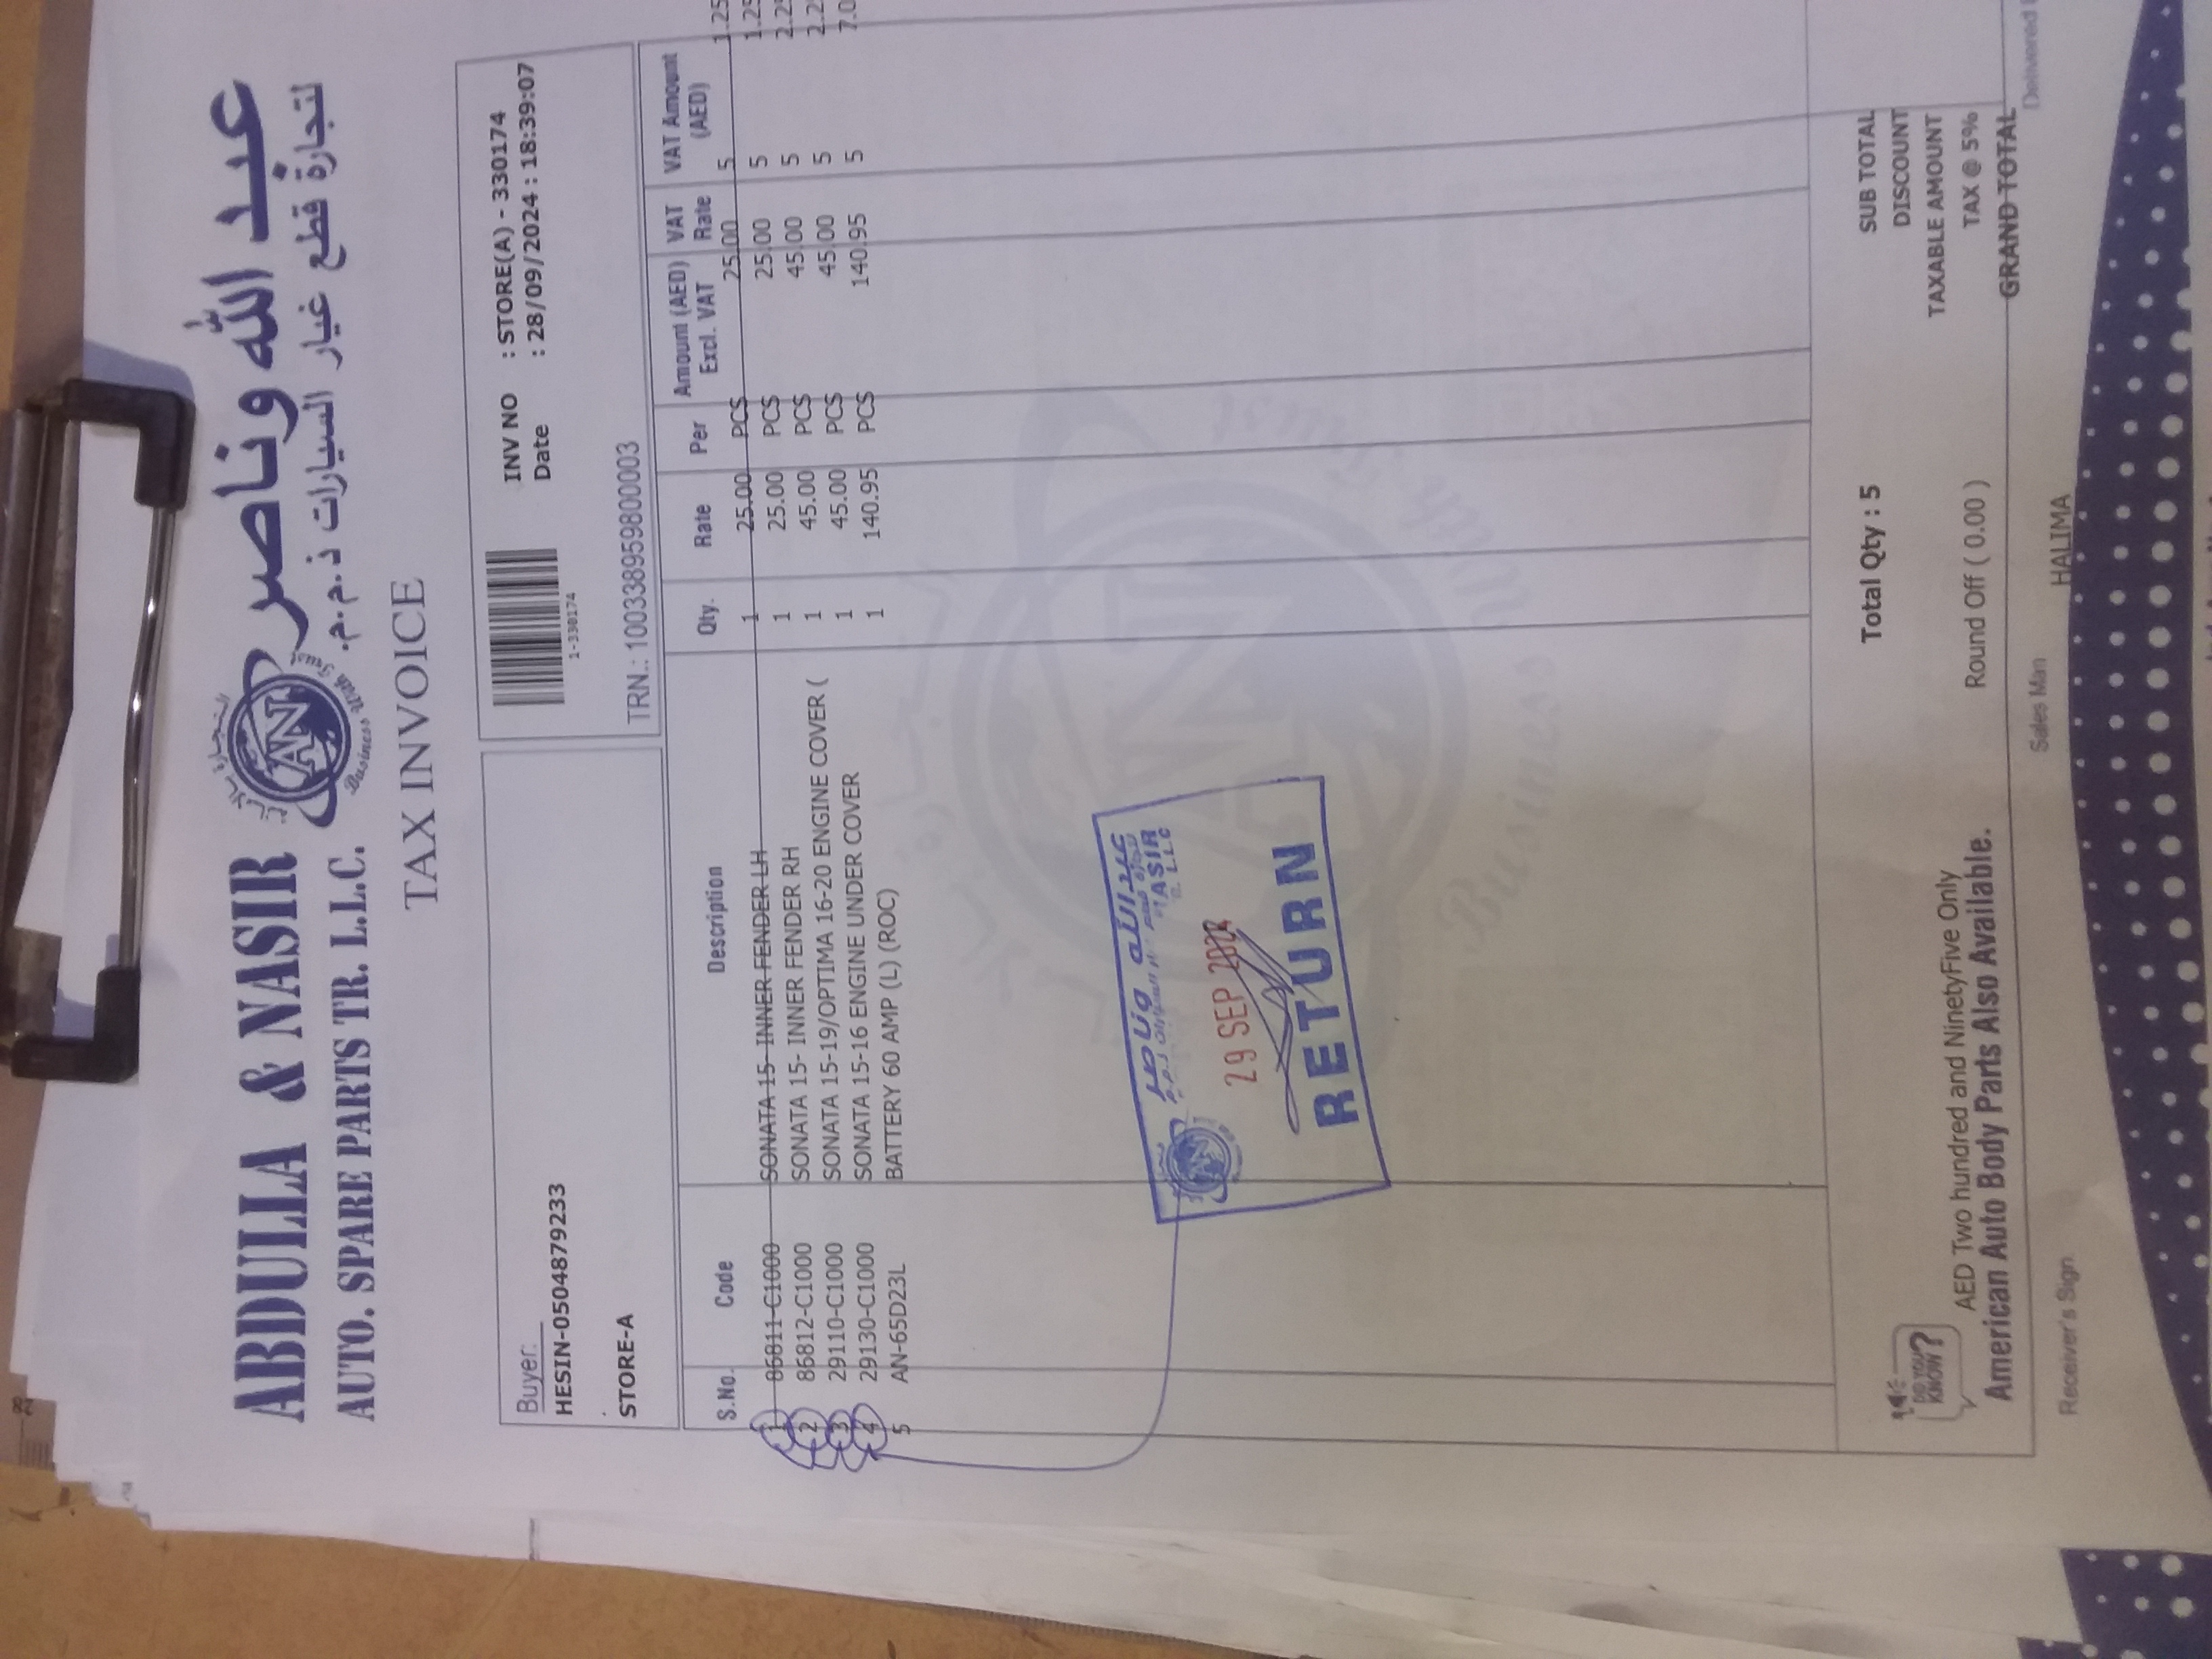 ABDULLA & NASIR عبد الله وناصر
AUTO. SPARE PARTS TR. L.L.C. لتجارة قطع غيار السيارات ذ.م.م.
AN
TAX INVOICE
Buyer:
HESIN-0504879233
STORE-A
1-330174
INV NO : STORE(A) - 330174
Date : 28/09/2024 : 18:39:07
TRN.: 100338959800003
S.No. Code Description Qty. Rate Per Amount (AED) Excl. VAT VAT Rate VAT Amount (AED)
1 86811-C1000 SONATA 15- INNER FENDER LH 1 25.00 PCS 25.00 5 1.25
2 86812-C1000 SONATA 15- INNER FENDER RH 1 25.00 PCS 25.00 5 1.25
3 29110-C1000 SONATA 15-19/OPTIMA 16-20 ENGINE COVER ( 1 45.00 PCS 45.00 5 2.25
4 29130-C1000 SONATA 15-16 ENGINE UNDER COVER 1 45.00 PCS 45.00 5 2.25
5 AN-65D23L BATTERY 60 AMP (L) (ROC) 1 140.95 PCS 140.95 5 7.0
عبدالله وناصر
NASIR
L.L.C
29 SEP
RETURN
Business
Total Qty : 5
SUB TOTAL
DISCOUNT
TAXABLE AMOUNT
TAX @ 5%
Round Off ( 0.00 )
GRAND TOTAL
DO YOU KNOW ?
AED Two hundred and NinetyFive Only
American Auto Body Parts Also Available.
Receiver's Sign
Sales Man HALIMA
Delivered